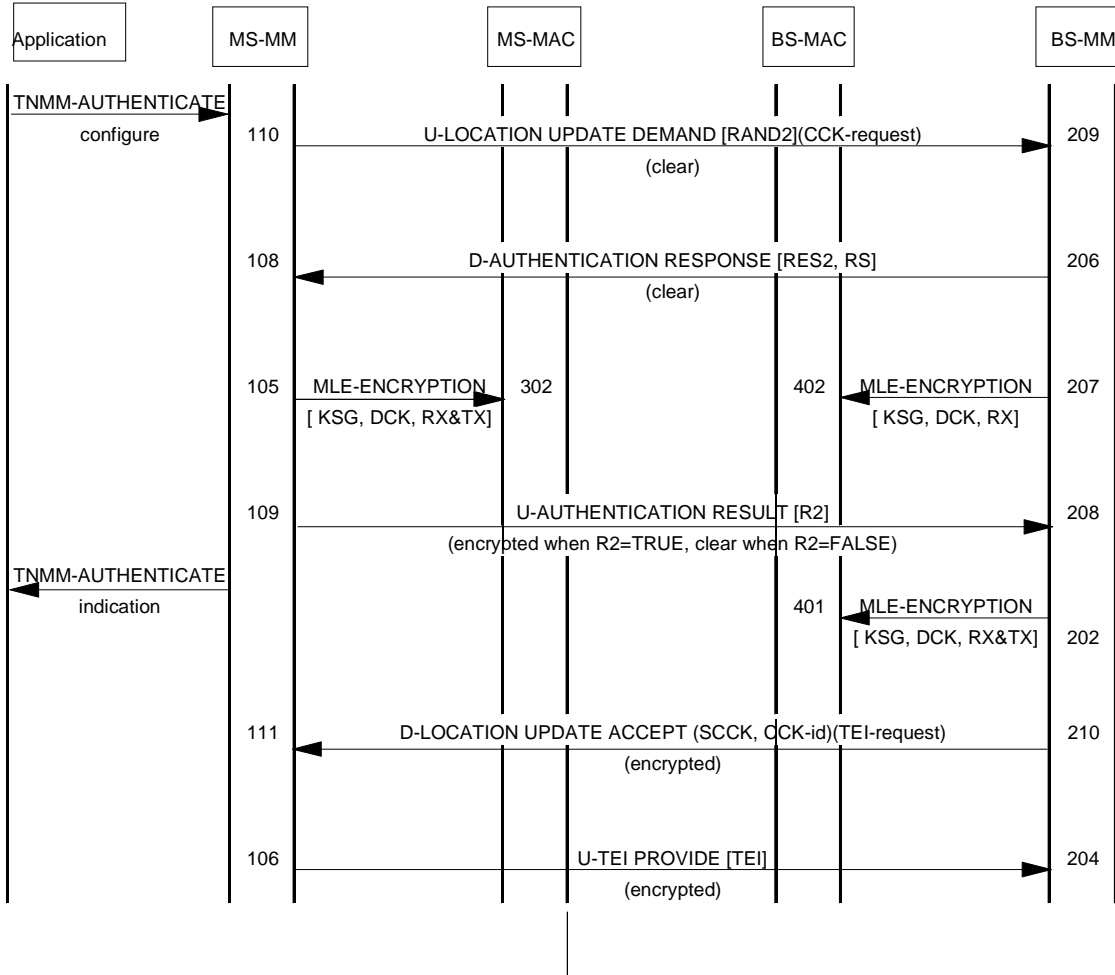 Application MS-MM MS-MAC BS-MAC BS-MM
TNMM-AUTHENTICATE
configure
110 U-LOCATION UPDATE DEMAND [RAND2](CCK-request) 209
(clear)
108 D-AUTHENTICATION RESPONSE [RES2, RS] 206
(clear)
105 MLE-ENCRYPTION 302 402 MLE-ENCRYPTION 207
[ KSG, DCK, RX&TX] [ KSG, DCK, RX]
109 U-AUTHENTICATION RESULT [R2] 208
(encrypted when R2=TRUE, clear when R2=FALSE)
TNMM-AUTHENTICATE
indication
401 MLE-ENCRYPTION
[ KSG, DCK, RX&TX] 202
111 D-LOCATION UPDATE ACCEPT (SCCK, CCK-id)(TEI-request) 210
(encrypted)
106 U-TEI PROVIDE [TEI] 204
(encrypted)